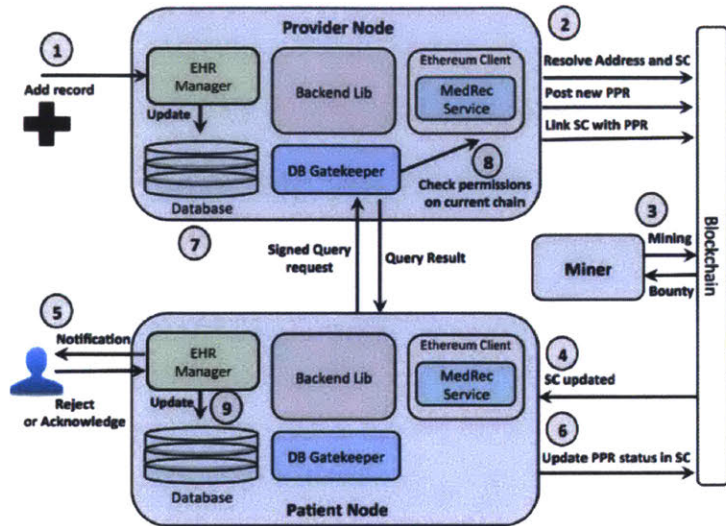 Provider Node
1
Add record
EHR
Manager
Update
Database
Backend Lib
Ethereum Client
MedRec
Service
DB Gatekeeper
8
Check permissions
on current chain
2
Resolve Address and SC
Post new PPR
Link SC with PPR
Blockchain
3
Mining
Miner
Bounty
7
Signed Query
request
Query Result
5
Notification
Reject
or Acknowledge
EHR
Manager
Update
9
Database
Backend Lib
Ethereum Client
MedRec
Service
DB Gatekeeper
4
SC updated
6
Update PPR status in SC
Patient Node